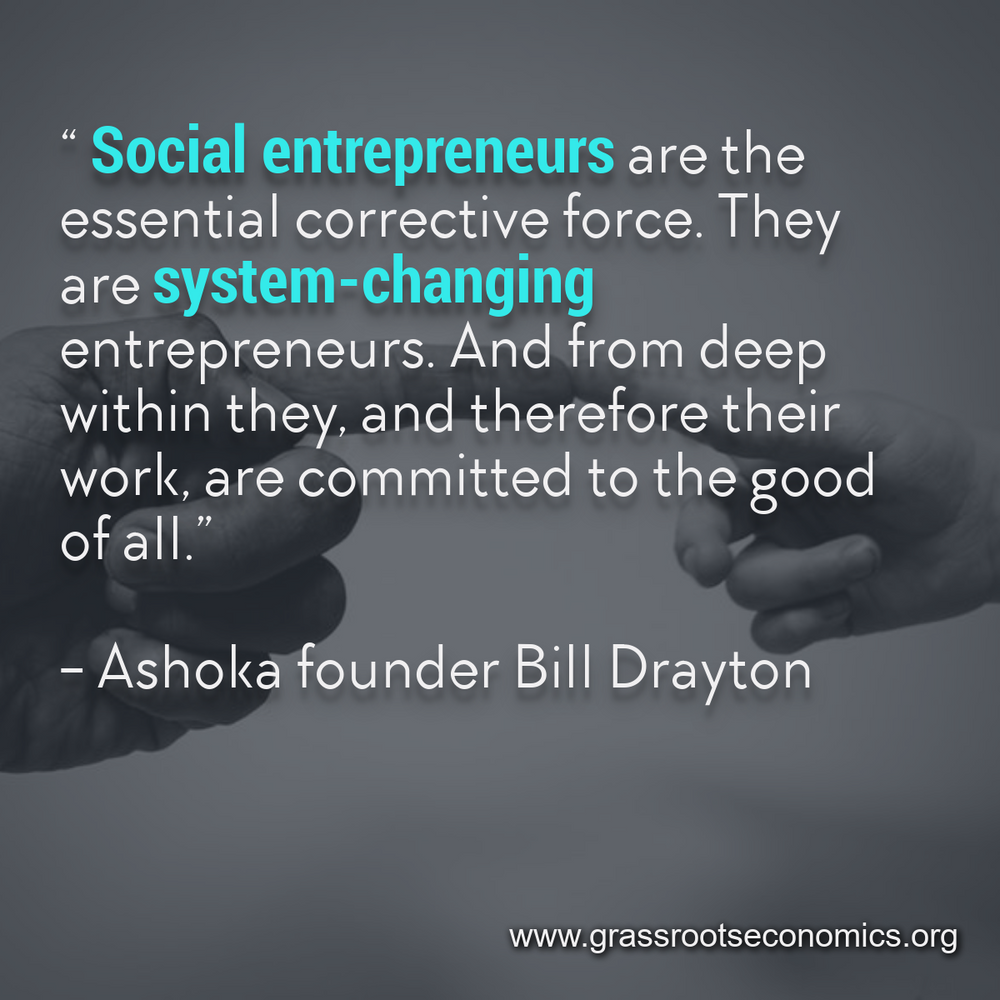 “ Social entrepreneurs are the
essential corrective force. They
are system-changing
entrepreneurs. And from deep
within they, and therefore their
work, are committed to the good
of all.”
– Ashoka founder Bill Drayton
www.grassrootseconomics.org